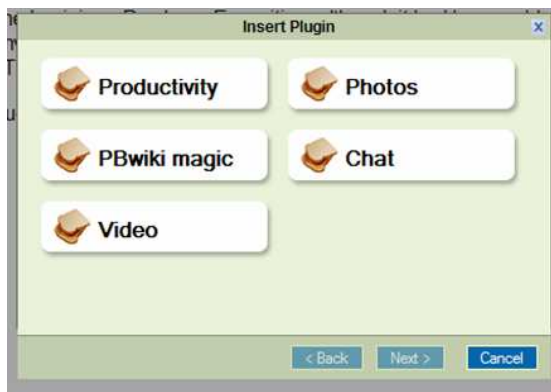 Insert Plugin x
Productivity Photos
PBwiki magic Chat
Video
< Back Next > Cancel